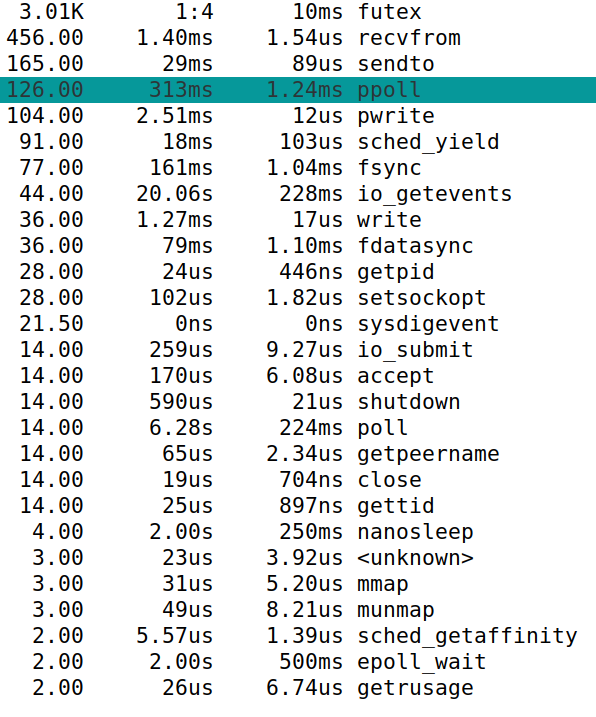 3.01K 1:4 10ms futex
456.00 1.40ms 1.54us recvfrom
165.00 29ms 89us sendto
126.00 313ms 1.24ms ppoll
104.00 2.51ms 12us pwrite
91.00 18ms 103us sched_yield
77.00 161ms 1.04ms fsync
44.00 20.06s 228ms io_getevents
36.00 1.27ms 17us write
36.00 79ms 1.10ms fdatasync
28.00 24us 446ns getpid
28.00 102us 1.82us setsockopt
21.50 0ns 0ns sysdigevent
14.00 259us 9.27us io_submit
14.00 170us 6.08us accept
14.00 590us 21us shutdown
14.00 6.28s 224ms poll
14.00 65us 2.34us getpeername
14.00 19us 704ns close
14.00 25us 897ns gettid
4.00 2.00s 250ms nanosleep
3.00 23us 3.92us <unknown>
3.00 31us 5.20us mmap
3.00 49us 8.21us munmap
2.00 5.57us 1.39us sched_getaffinity
2.00 2.00s 500ms epoll_wait
2.00 26us 6.74us getrusage